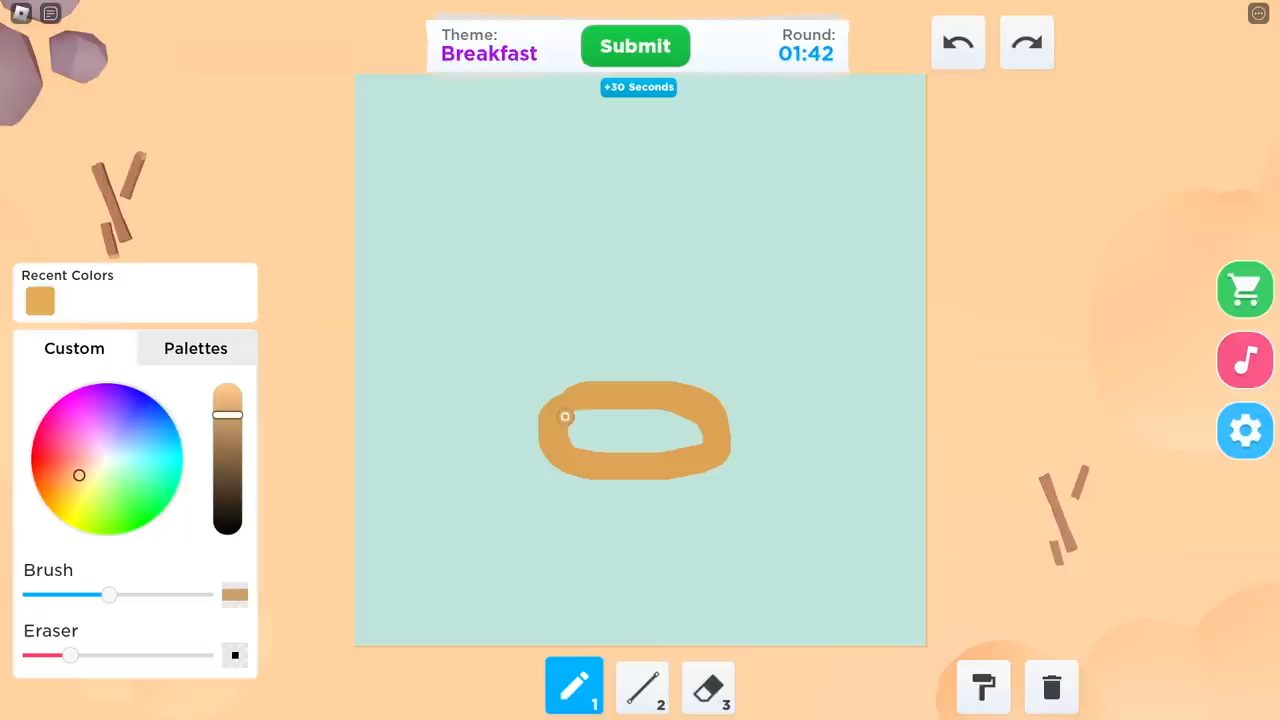 Theme:
Breakfast
Submit
Round:
01:42
+30 Seconds
Recent Colors
Custom
Palettes
Brush
Eraser
1
2
3